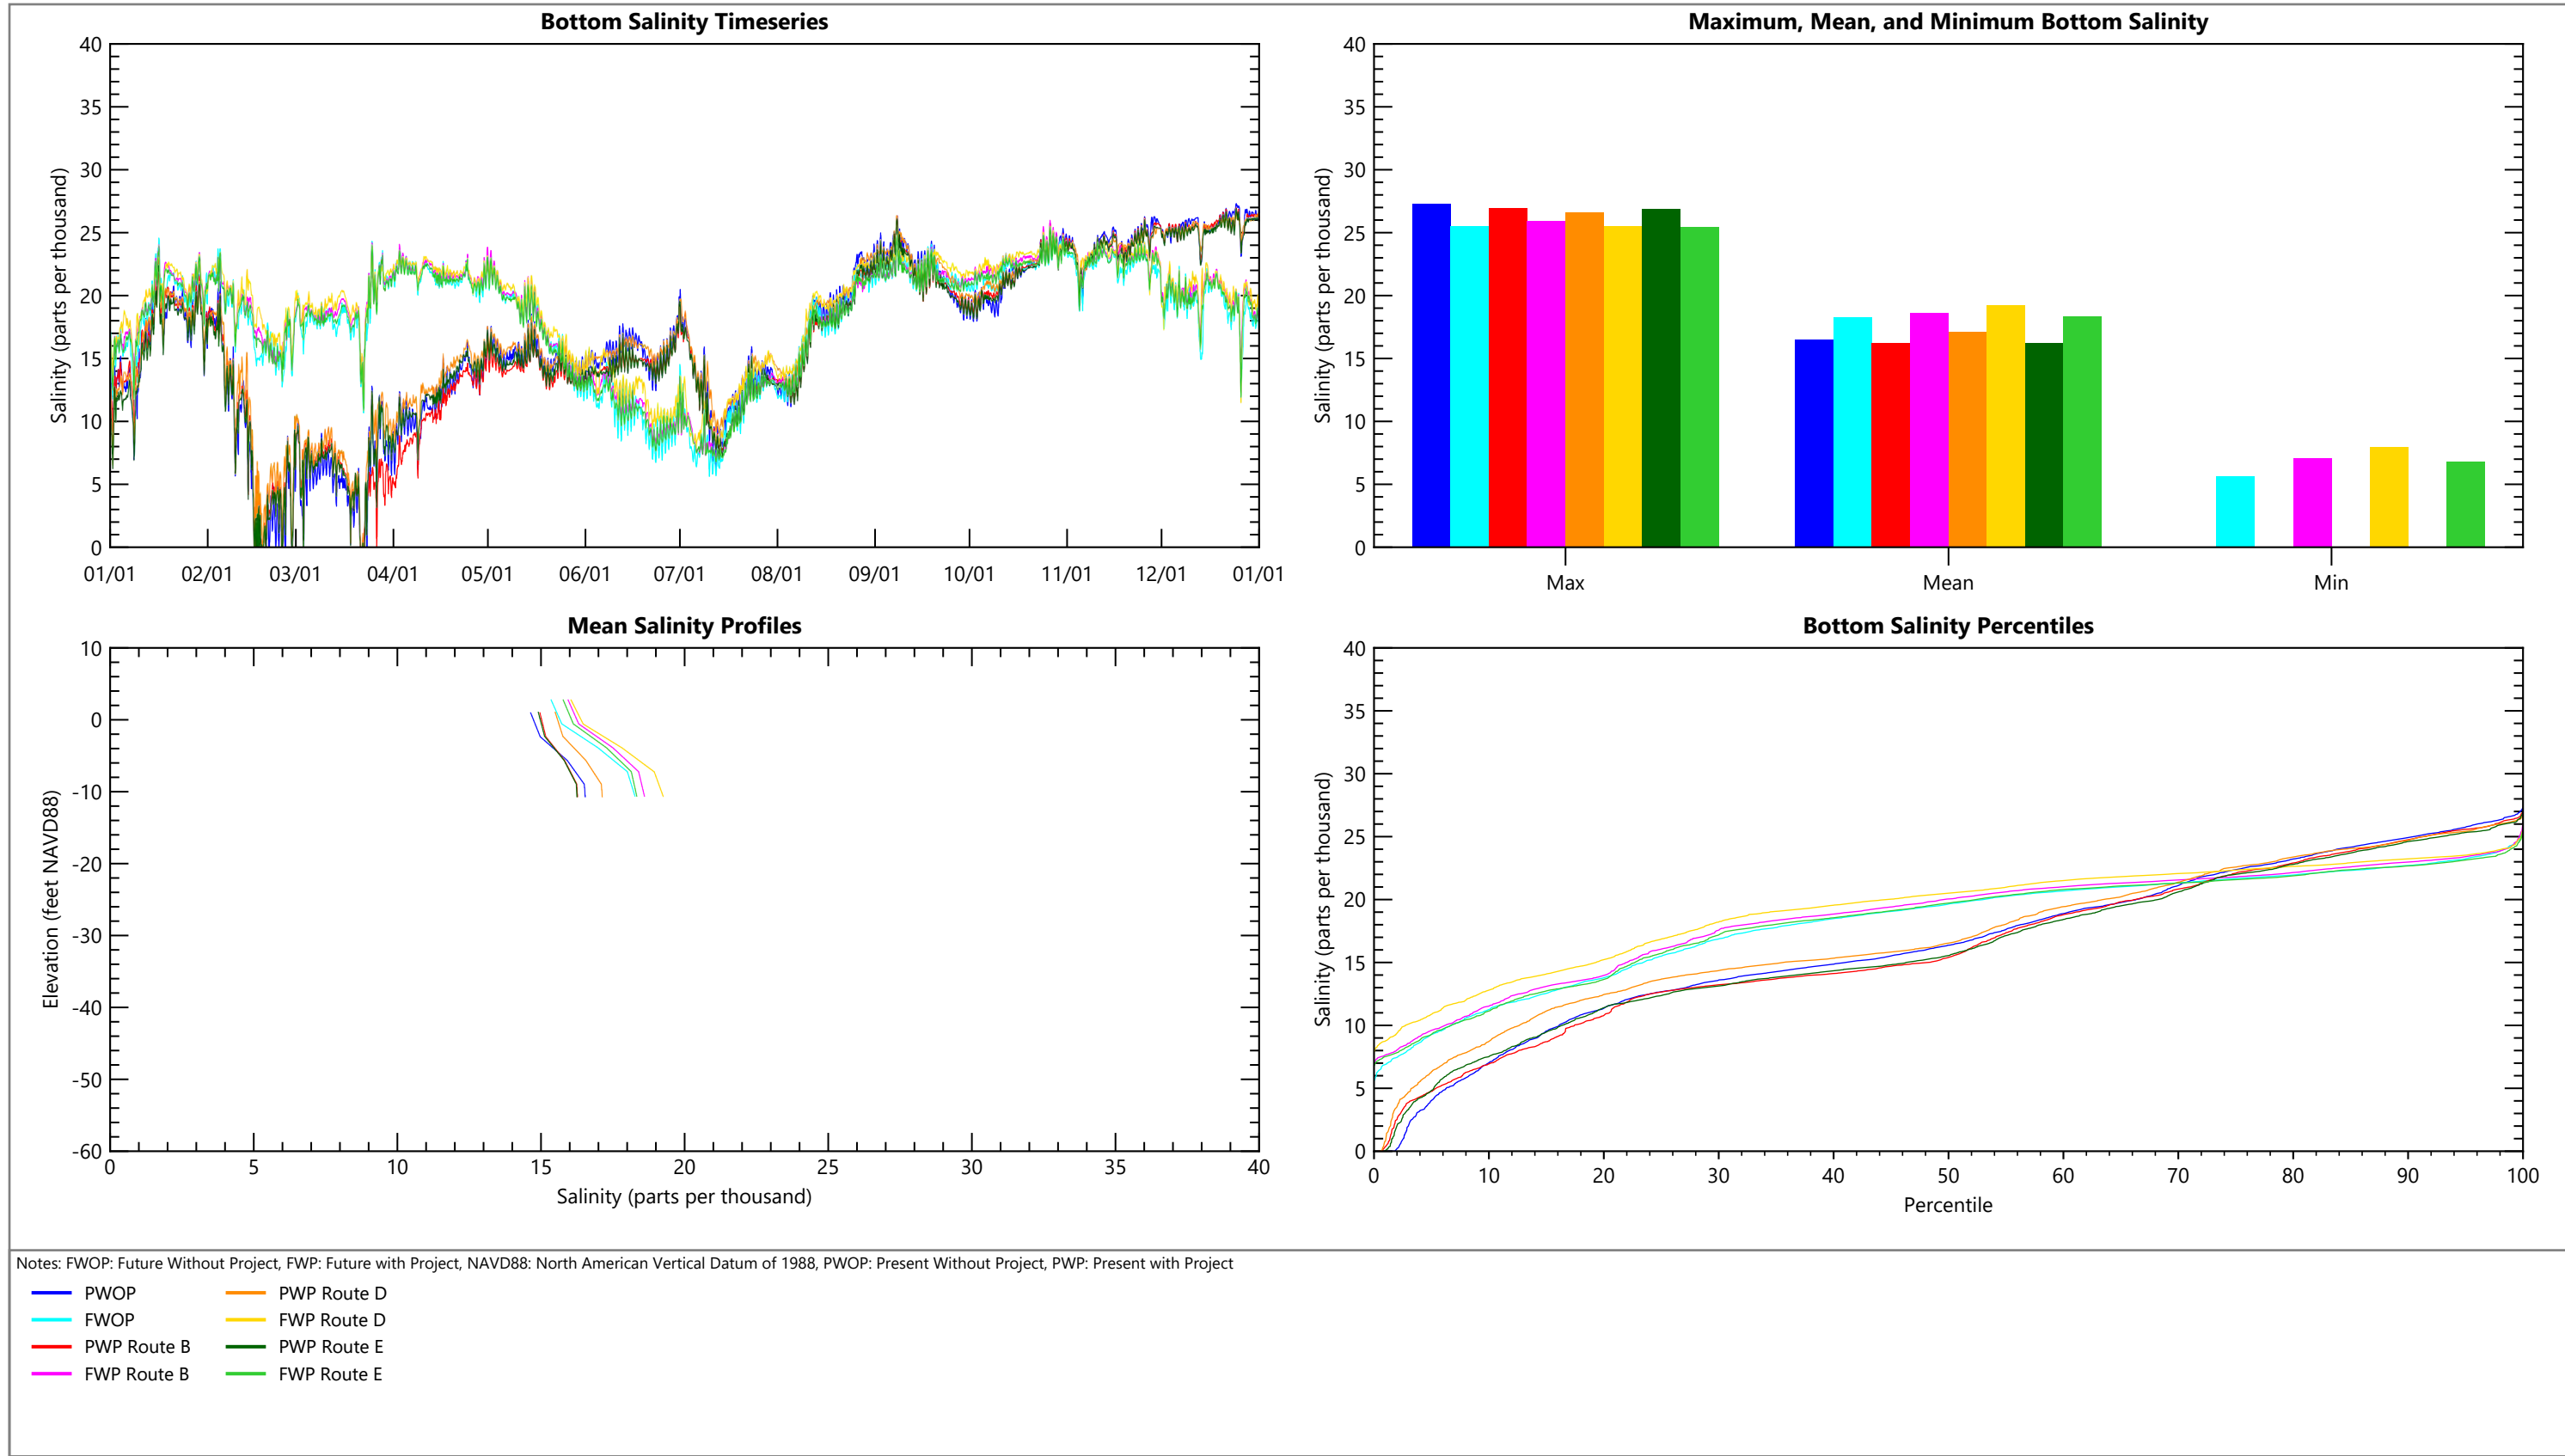 Bottom Salinity Timeseries
Salinity (parts per thousand)
40
35
30
25
20
15
10
5
0
01/01 02/01 03/01 04/01 05/01 06/01 07/01 08/01 09/01 10/01 11/01 12/01 01/01
Maximum, Mean, and Minimum Bottom Salinity
Salinity (parts per thousand)
40
35
30
25
20
15
10
5
0
Max Mean Min
Mean Salinity Profiles
Elevation (feet NAVD88)
10
0
-10
-20
-30
-40
-50
-60
0 5 10 15 20 25 30 35 40
Salinity (parts per thousand)
Bottom Salinity Percentiles
Salinity (parts per thousand)
40
35
30
25
20
15
10
5
0
0 10 20 30 40 50 60 70 80 90 100
Percentile
Notes: FWOP: Future Without Project, FWP: Future with Project, NAVD88: North American Vertical Datum of 1988, PWOP: Present Without Project, PWP: Present with Project
PWOP
FWOP
PWP Route B
FWP Route B
PWP Route D
FWP Route D
PWP Route E
FWP Route E